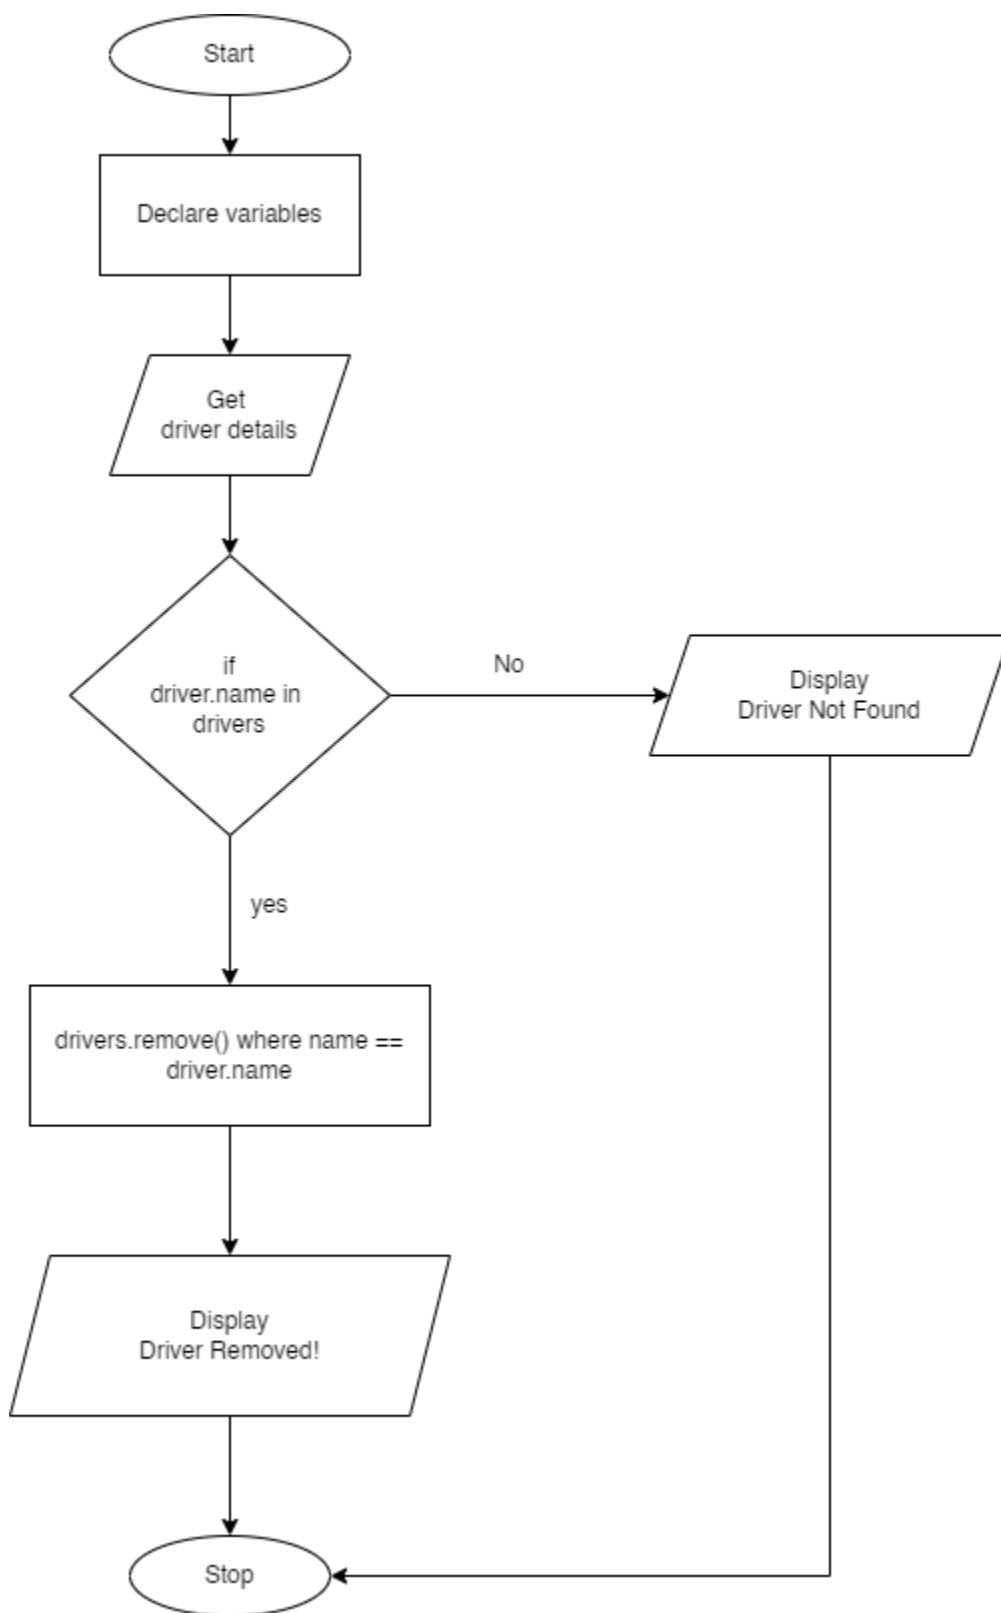 Start
Declare variables
Get
driver details
if
driver.name in
drivers
No
Display
Driver Not Found
yes
drivers.remove() where name ==
driver.name
Display
Driver Removed!
Stop